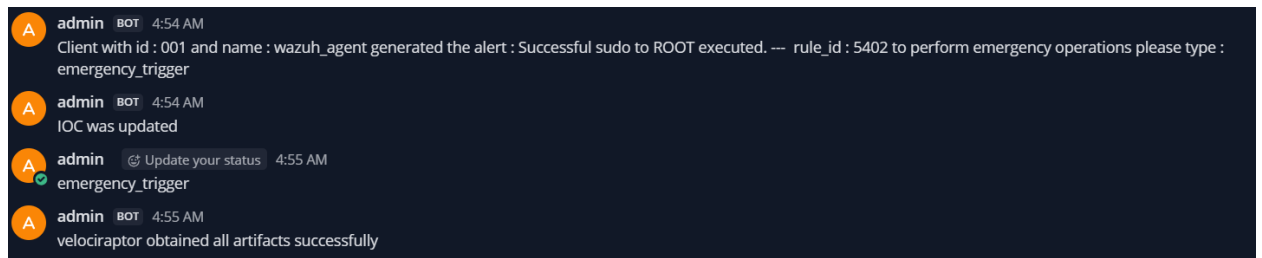 A
admin BOT 4:54 AM
Client with id : 001 and name : wazuh_agent generated the alert : Successful sudo to ROOT executed. --- rule_id : 5402 to perform emergency operations please type :
emergency_trigger
A
admin BOT 4:54 AM
IOC was updated
A
admin Update your status 4:55 AM
emergency_trigger
A
admin BOT 4:55 AM
velociraptor obtained all artifacts successfully